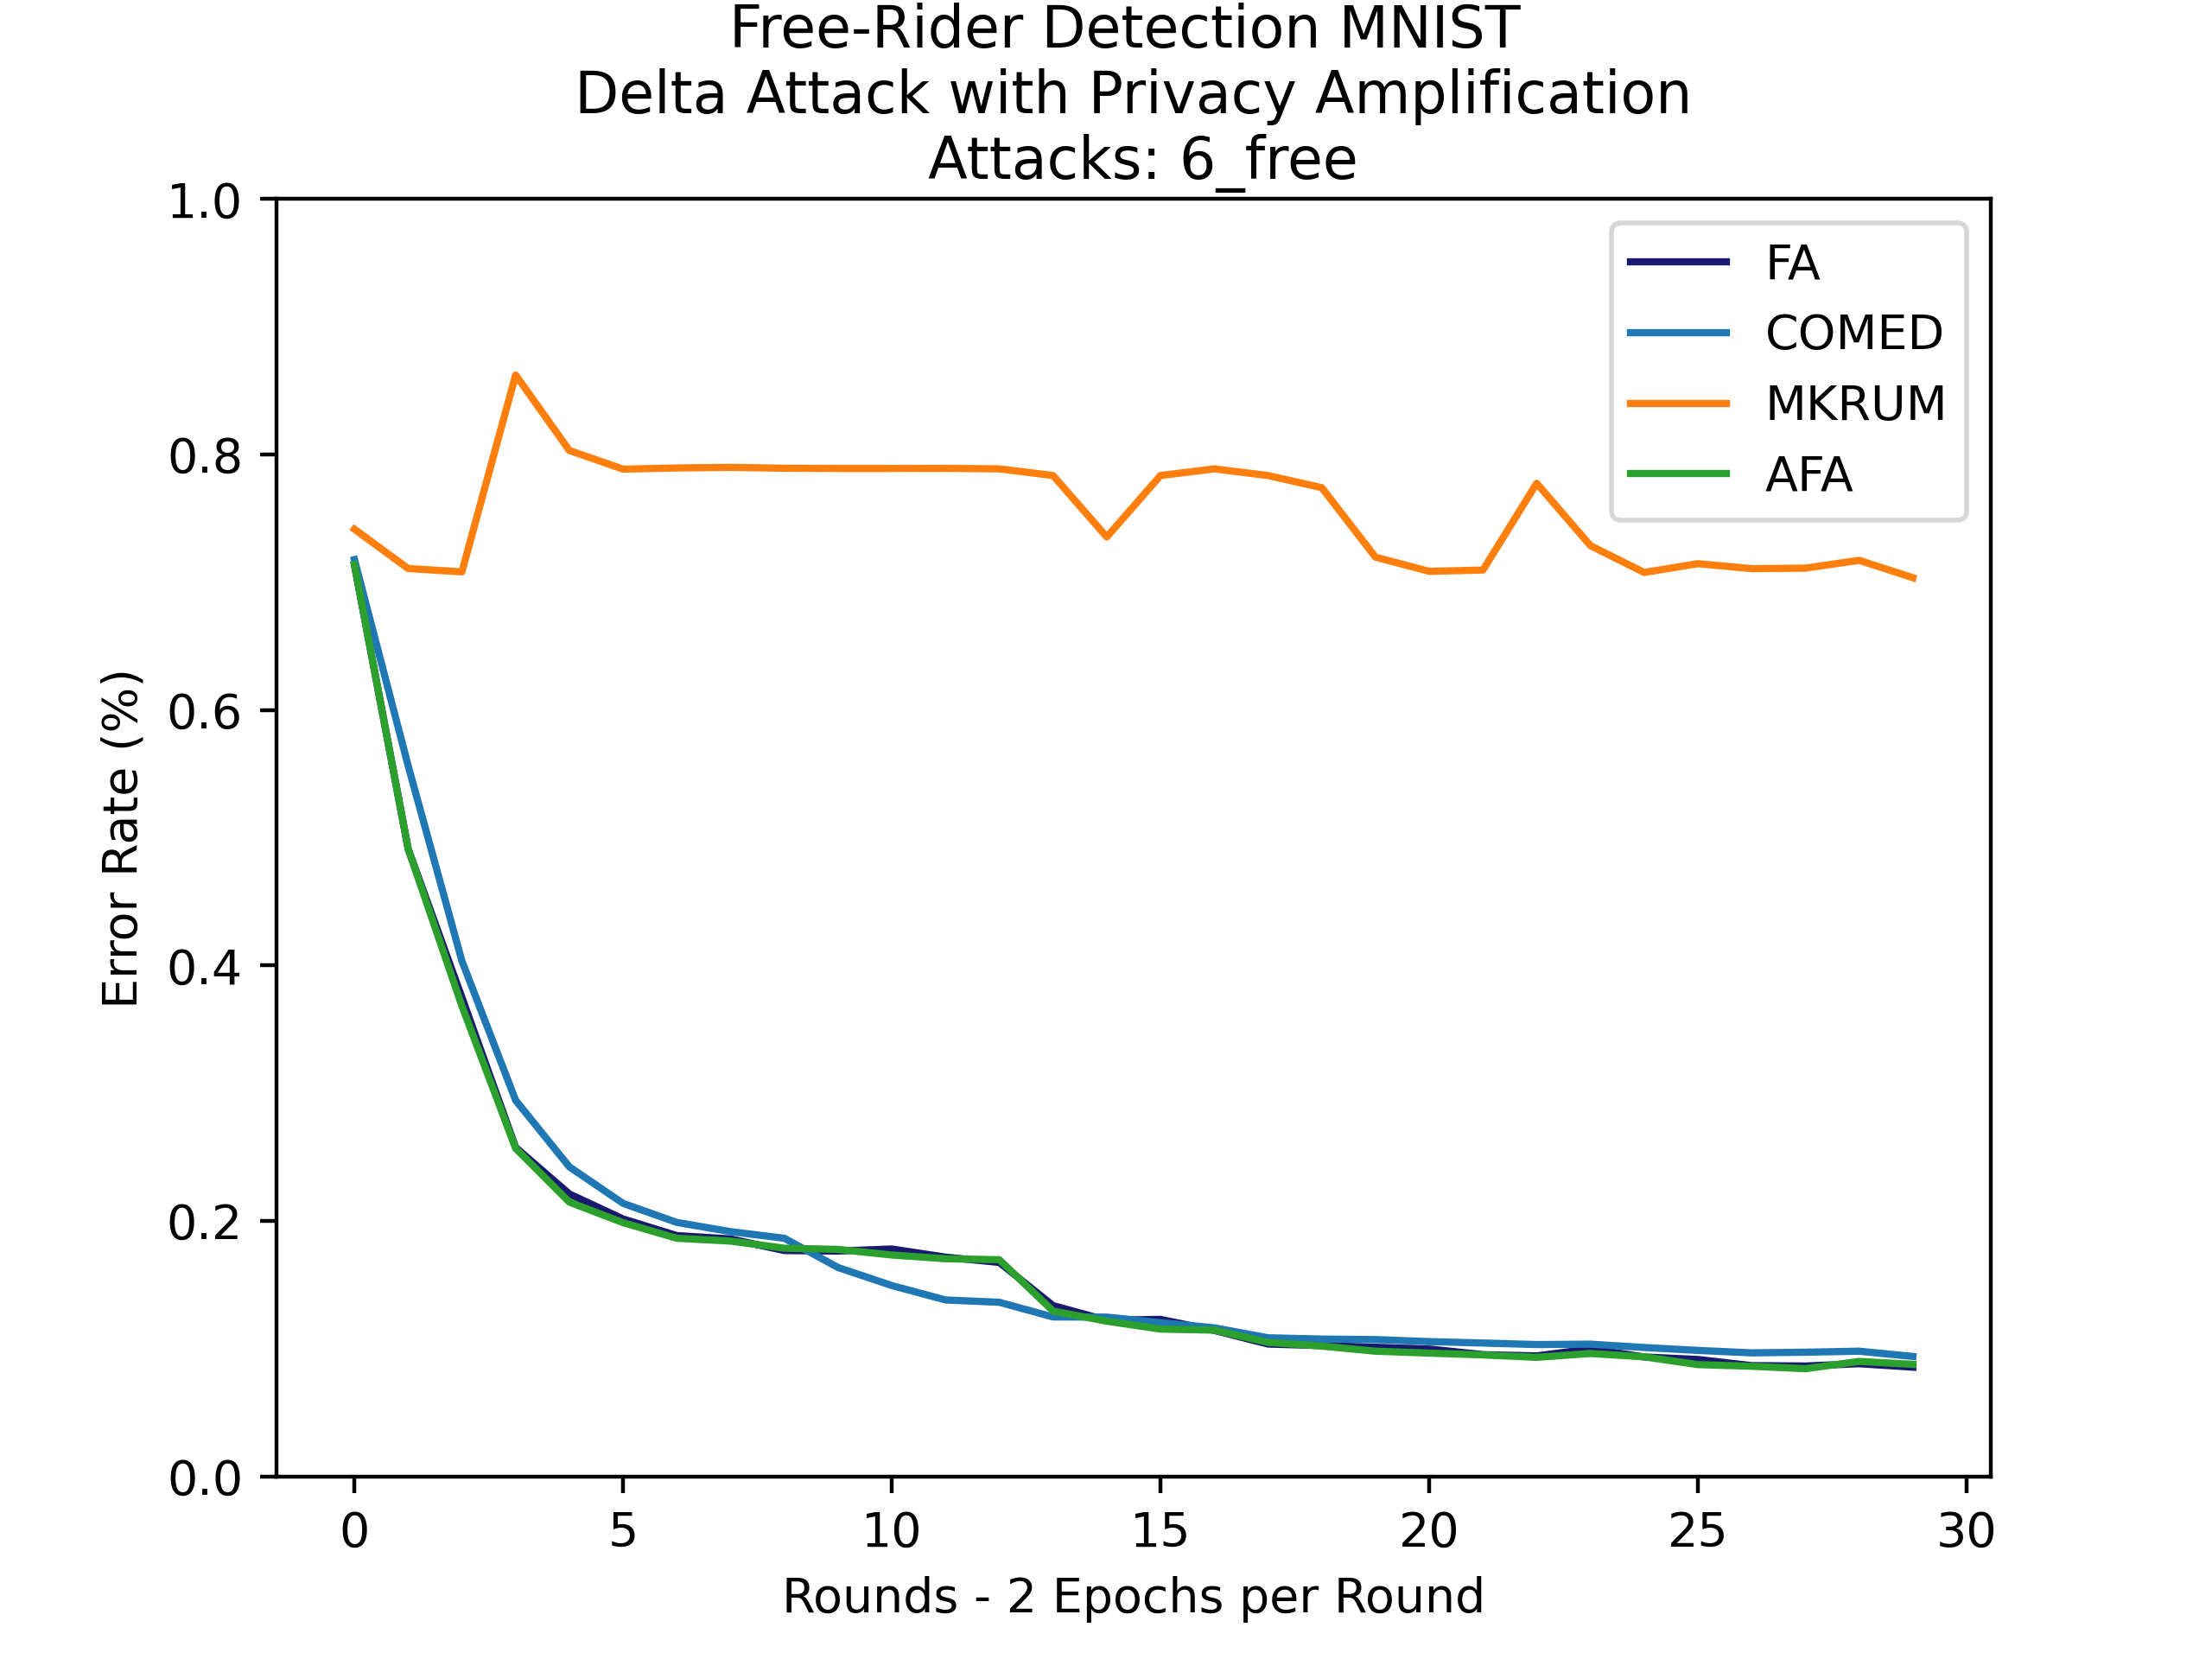 Free-Rider Detection MNIST
Delta Attack with Privacy Amplification
Attacks: 6_free
1.0
0.8
0.6
0.4
0.2
0.0
Error Rate (%)
FA
COMED
MKRUM
AFA
0 5 10 15 20 25 30
Rounds - 2 Epochs per Round